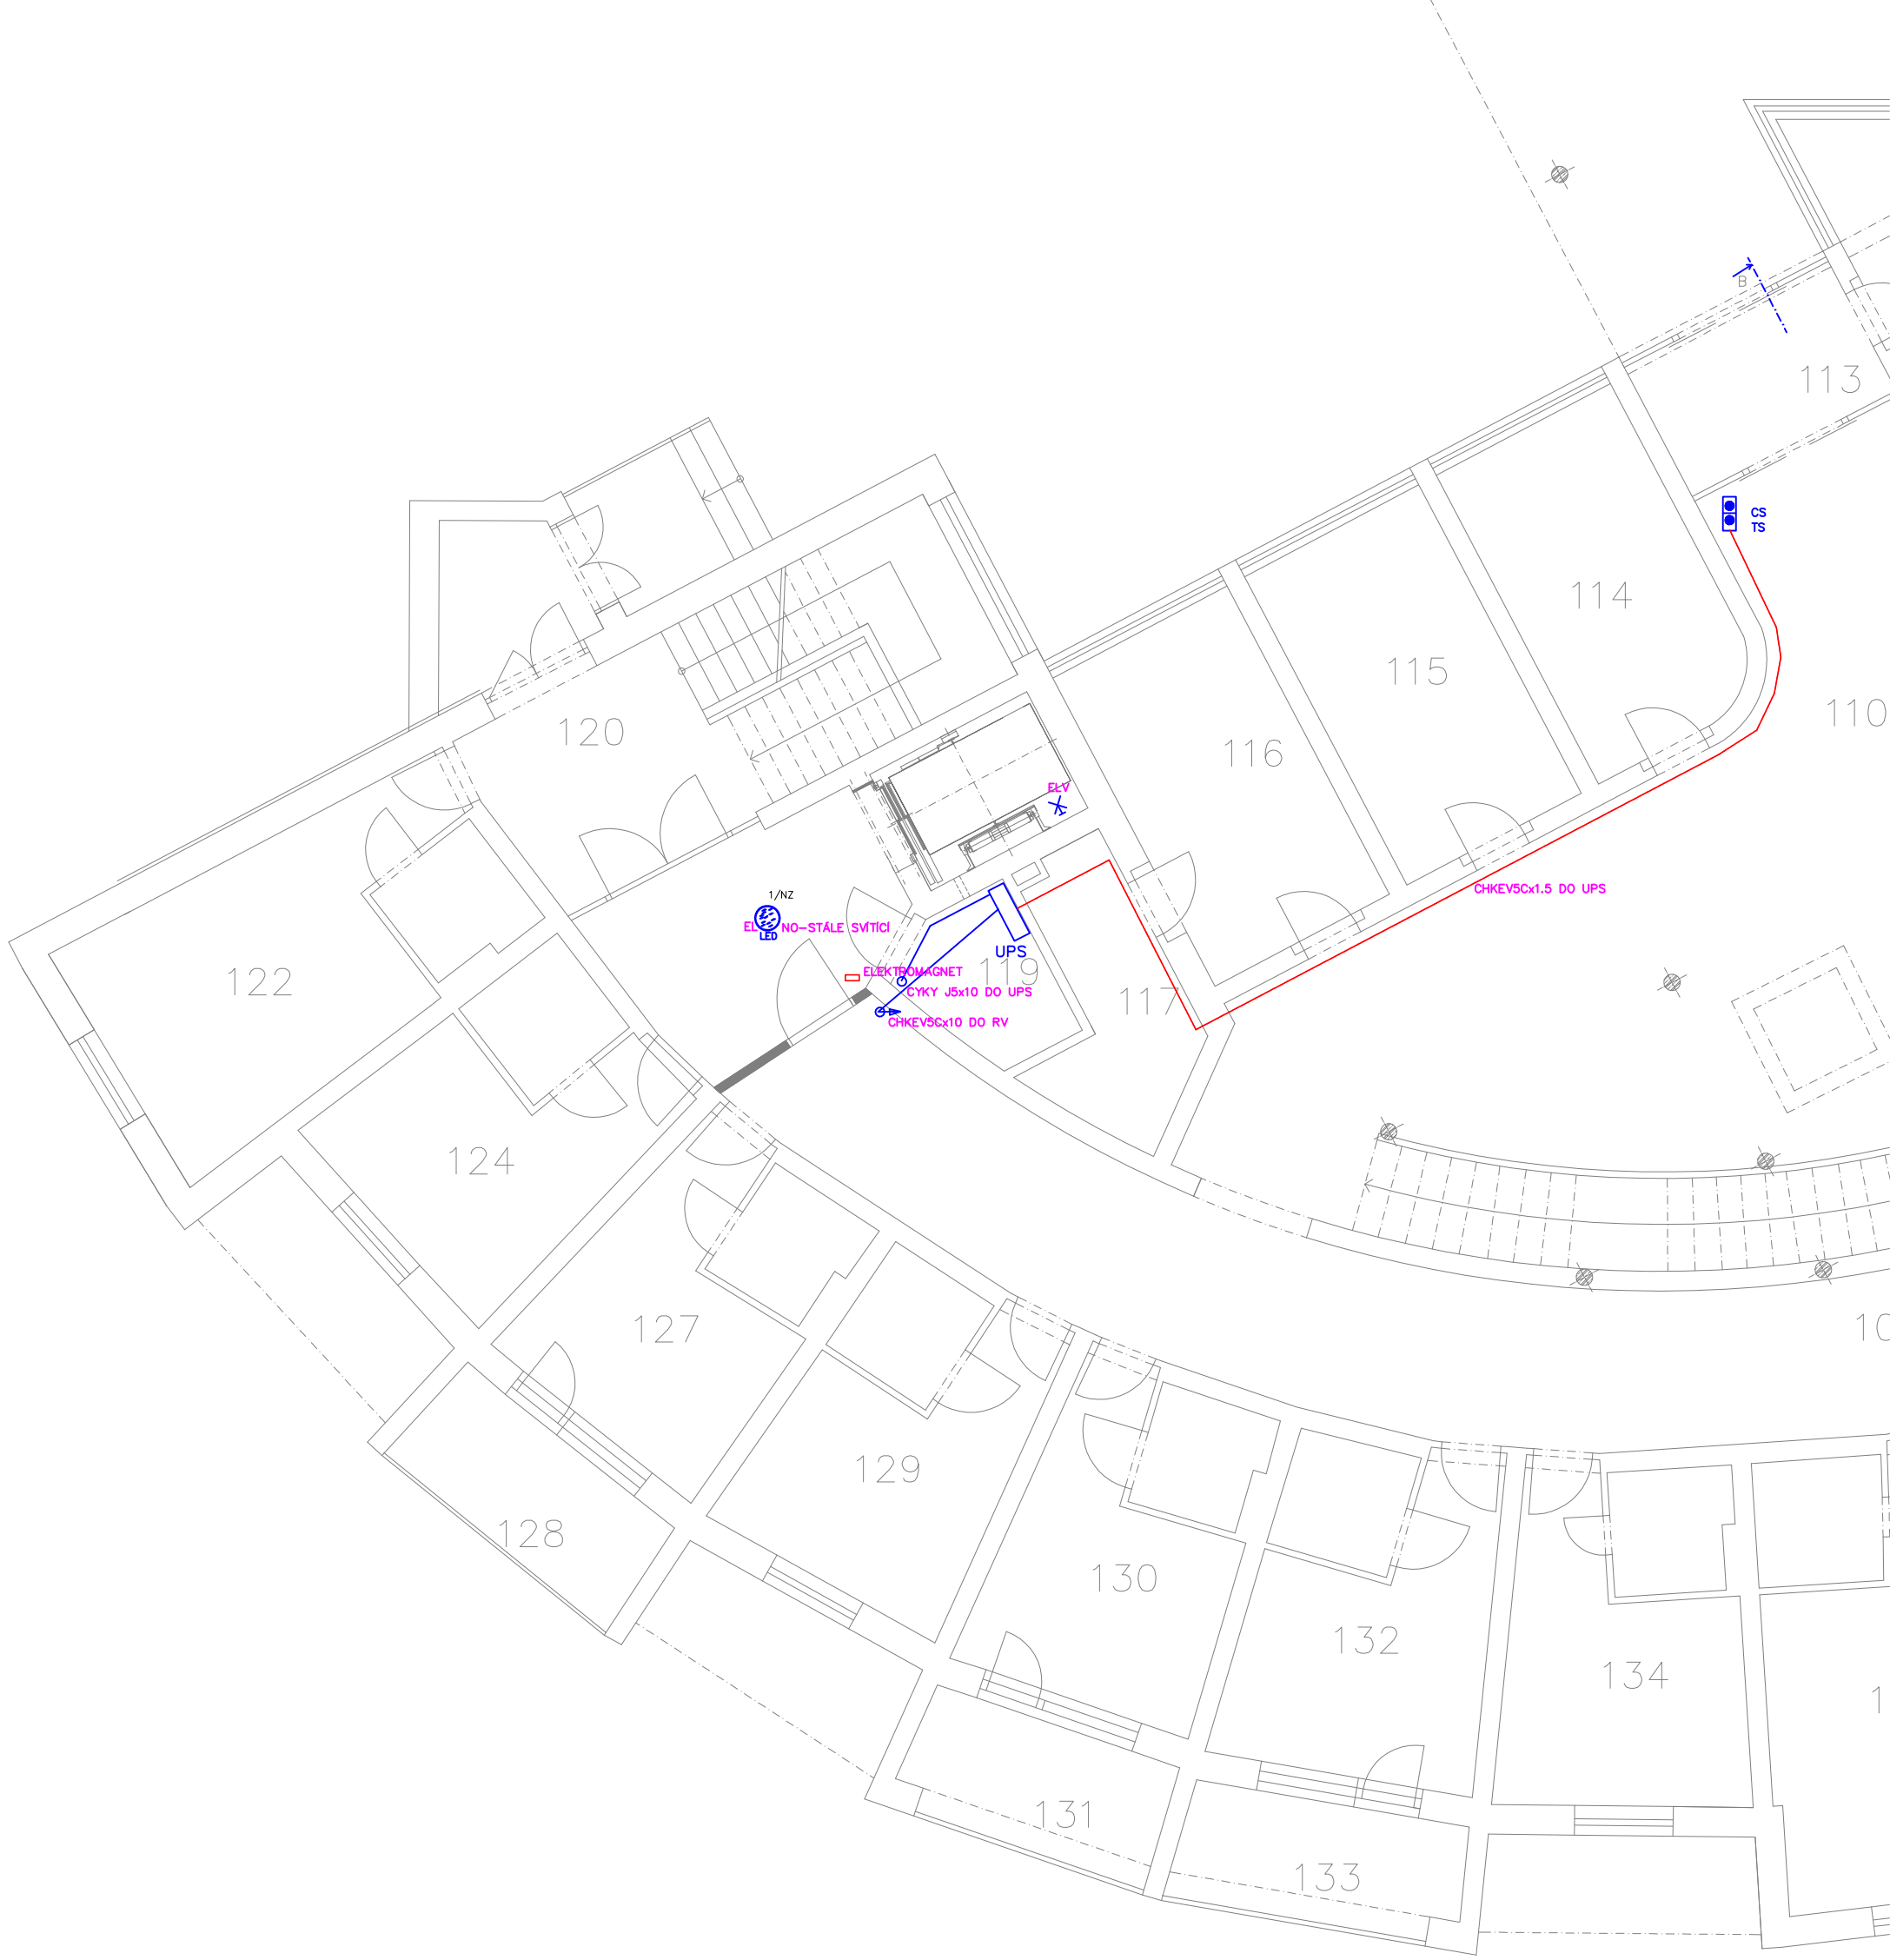 B
113
CS
TS
114
115
110
120
116
ELV
CHKEV5Cx1.5 DO UPS
1/NZ
EL
NO-STÁLE SVÍTÍCÍ
LED
UPS
122
ELEKTROMAGNET
119
CYKY J5x10 DO UPS
117
CHKEV5Cx10 DO RV
124
127
129
128
130
132
134
131
133